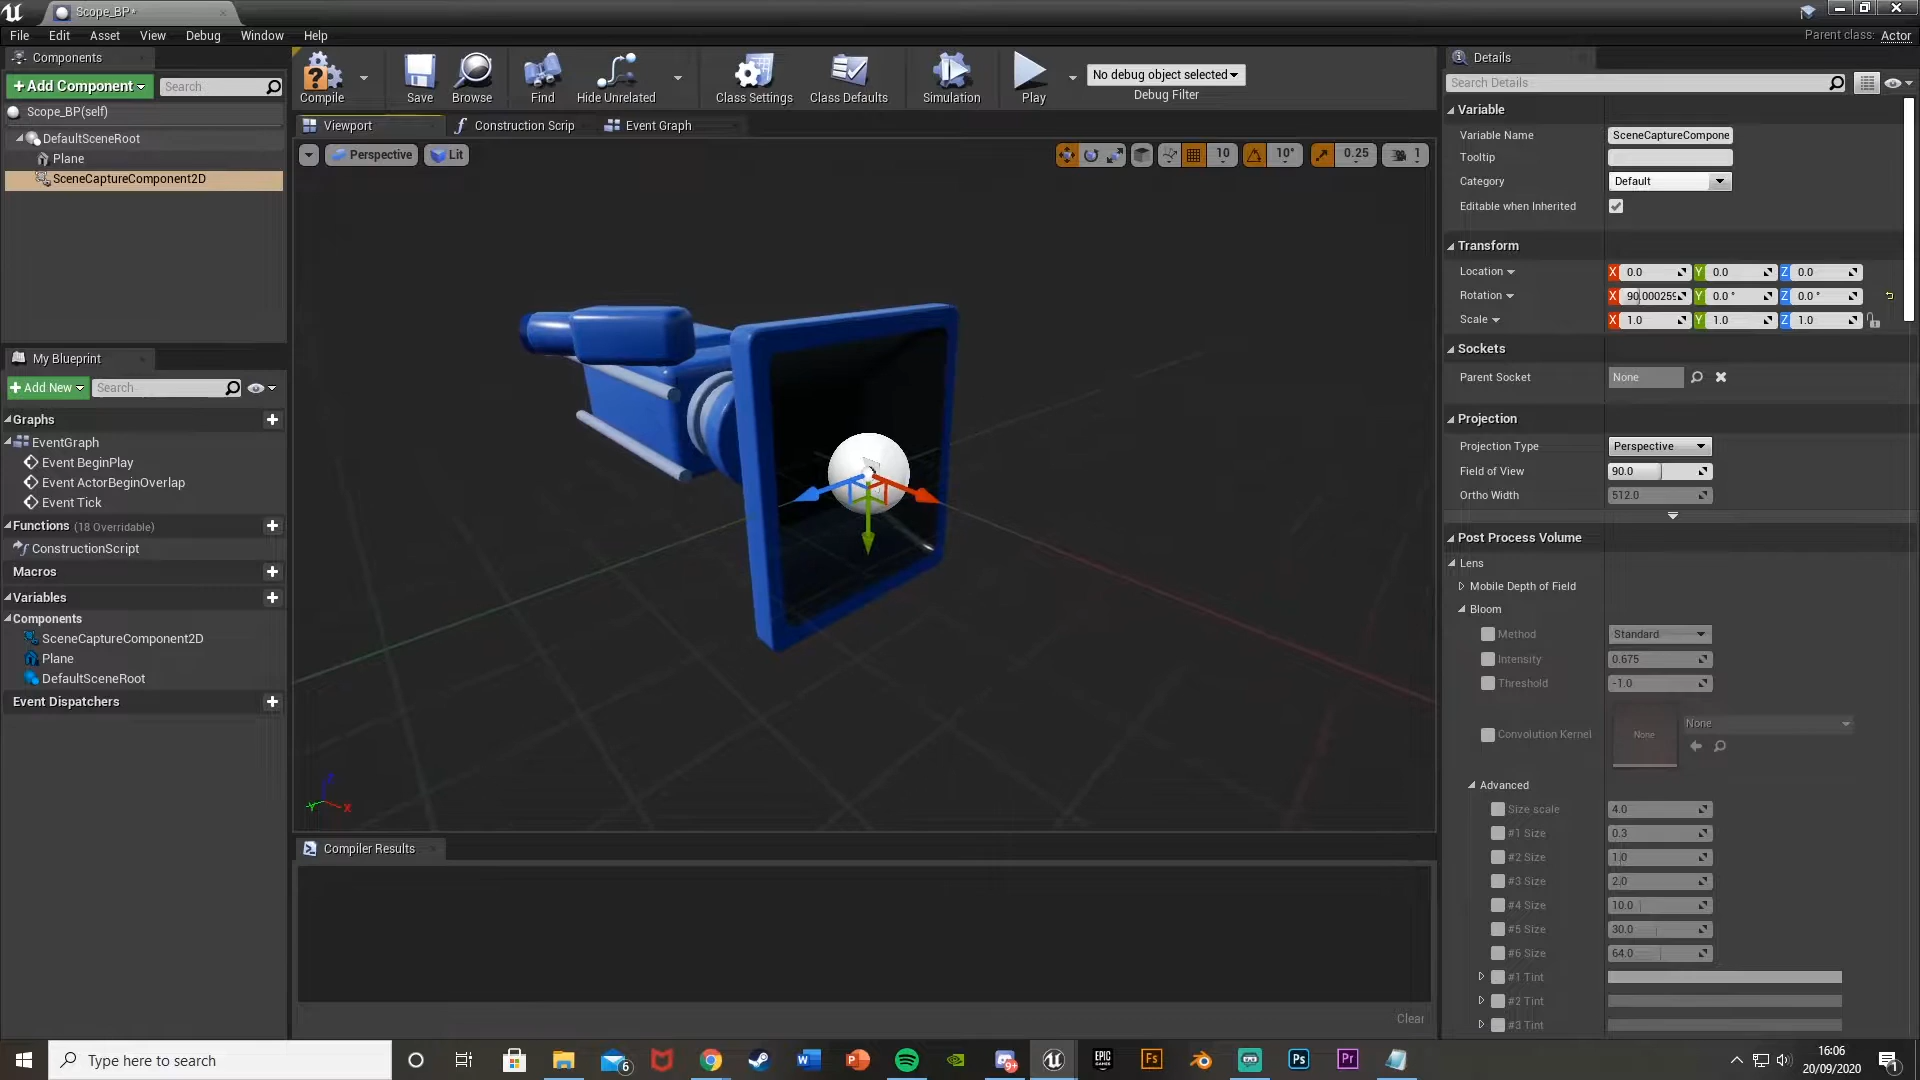 Scope_BP*
File Edit Asset View Debug Window Help
Parent class: Actor
Components
+Add Component
Search
Scope_BP(self)
DefaultSceneRoot
Plane
SceneCaptureComponent2D
Compile
Save
Browse
Find
Hide Unrelated
Class Settings
Class Defaults
Simulation
Play
No debug object selected
Debug Filter
Viewport
Construction Scrip
Event Graph
Perspective
Lit
10
10°
0.25
1
X
My Blueprint
+Add New
Search
Graphs
EventGraph
Event BeginPlay
Event ActorBeginOverlap
Event Tick
Functions (18 Overridable)
ConstructionScript
Macros
Variables
Components
SceneCaptureComponent2D
Plane
DefaultSceneRoot
Event Dispatchers
Compiler Results
Clear
Details
Search Details
Variable
Variable Name SceneCaptureCompone
Tooltip
Category Default
Editable when Inherited
Transform
Location X 0.0 Y 0.0 Z 0.0
Rotation X 90.000259 Y 0.0 ° Z 0.0 °
Scale X 1.0 Y 1.0 Z 1.0
Sockets
Parent Socket None
Projection
Projection Type Perspective
Field of View 90.0
Ortho Width 512.0
Post Process Volume
Lens
Mobile Depth of Field
Bloom
Method Standard
Intensity 0.675
Threshold -1.0
Convolution Kernel None None
Advanced
Size scale 4.0
#1 Size 0.3
#2 Size 1.0
#3 Size 2.0
#4 Size 10.0
#5 Size 30.0
#6 Size 64.0
#1 Tint
#2 Tint
#3 Tint
Type here to search
6
W
P
9+
EPIC GAMES
Fs
Ps
Pr
16:06
20/09/2020
1